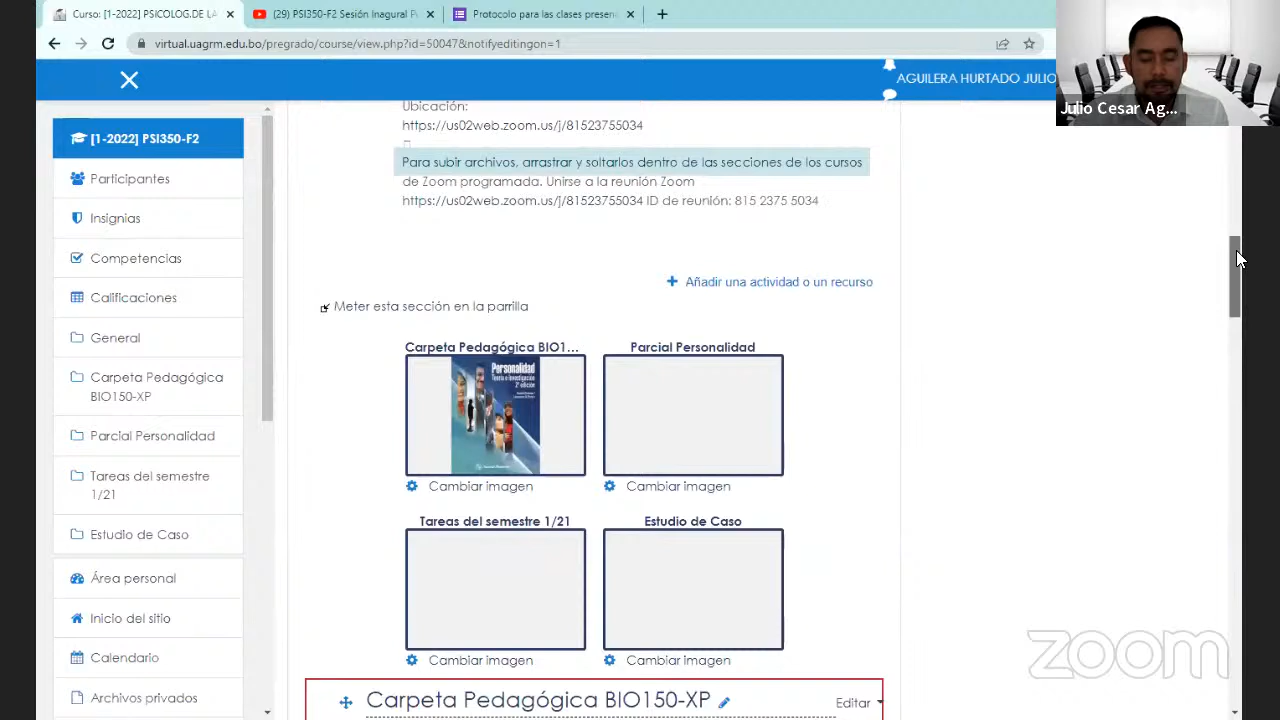 Curso: [1-2022] PSICOLOG.DE LA
(29) PSI350-F2 Sesión Inagural P
Protocolo para las clases presen
virtual.uagrm.edu.bo/pregrado/course/view.php?id=50047&notifyeditingon=1
AGUILERA HURTADO JULIO
Julio Cesar Ag...
[1-2022] PSI350-F2
Participantes
Insignias
Competencias
Calificaciones
General
Carpeta Pedagógica
BIO150-XP
Parcial Personalidad
Tareas del semestre
1/21
Estudio de Caso
Área personal
Inicio del sitio
Calendario
Archivos privados
Ubicación:
https://us02web.zoom.us/j/81523755034
Para subir archivos, arrastrar y soltarlos dentro de las secciones de los cursos
de Zoom programada. Unirse a la reunión Zoom
https://us02web.zoom.us/j/81523755034 ID de reunión: 815 2375 5034
Añadir una actividad o un recurso
Meter esta sección en la parrilla
Carpeta Pedagógica BIO1...
Parcial Personalidad
Personalidad
Cambiar imagen
Cambiar imagen
Tareas del semestre 1/21
Estudio de Caso
Cambiar imagen
Cambiar imagen
Carpeta Pedagógica BIO150-XP
Editar
zoom